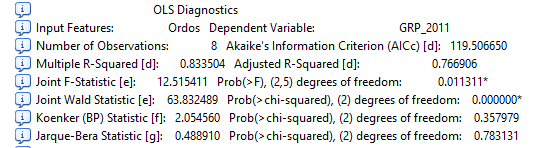 OLS Diagnostics
Input Features: Ordos Dependent Variable: GRP_2011
Number of Observations: 8 Akaike's Information Criterion (AICc) [d]: 119.506650
Multiple R-Squared [d]: 0.833504 Adjusted R-Squared [d]: 0.766906
Joint F-Statistic [e]: 12.515411 Prob(>F), (2,5) degrees of freedom: 0.011311*
Joint Wald Statistic [e]: 63.832489 Prob(>chi-squared), (2) degrees of freedom: 0.000000*
Koenker (BP) Statistic [f]: 2.054560 Prob(>chi-squared), (2) degrees of freedom: 0.357979
Jarque-Bera Statistic [g]: 0.488910 Prob(>chi-squared), (2) degrees of freedom: 0.783131